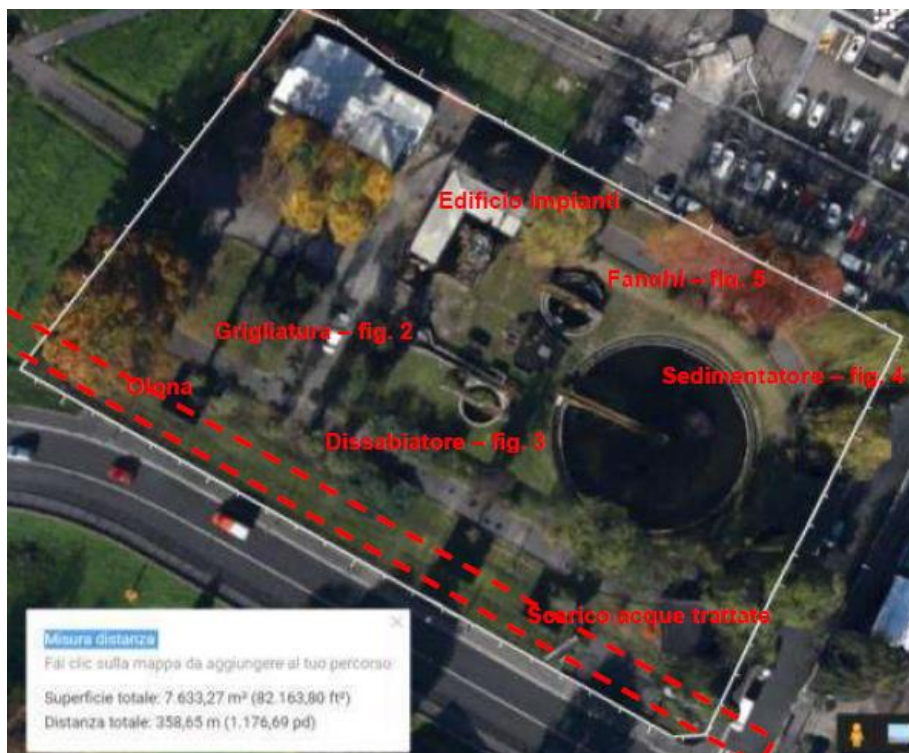 Edificio impianti
Fanghi – fig. 5
Grigliatura – fig. 2
Sedimentatore – fig. 4
Olona
Dissabiatore – fig. 3
Scarico acque trattate
Misura distanza
Fai clic sulla mappa da aggiungere al tuo percorso
Superficie totale: 7.633,27 m² (82.163,80 ft²)
Distanza totale: 358,65 m (1.176,69 pd)